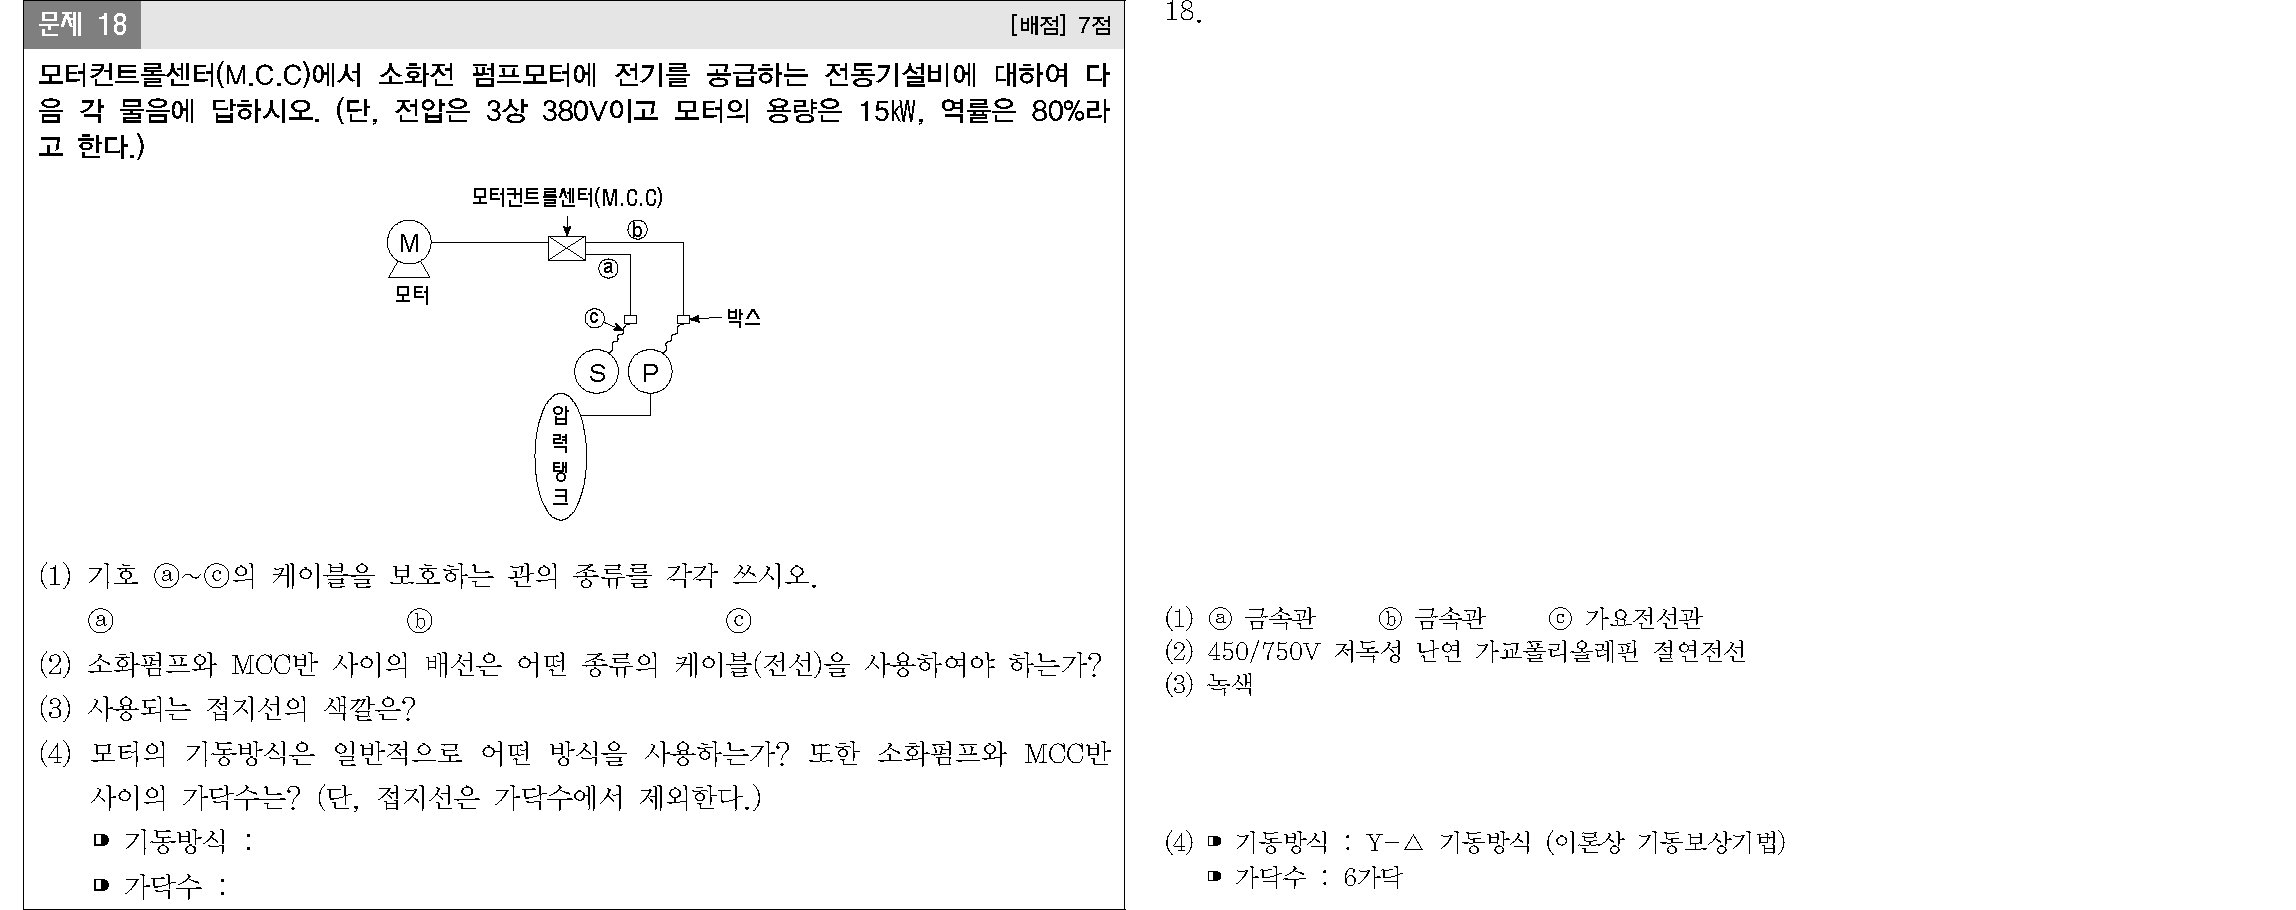 문제 18
[배점] 7점
모터컨트롤센터(M.C.C)에서 소화전 펌프모터에 전기를 공급하는 전동기설비에 대하여 다
음 각 물음에 답하시오. (단, 전압은 3상 380V이고 모터의 용량은 15㎾, 역률은 80%라
고 한다.)
모터컨트롤센터(M.C.C)
ⓑ
M
ⓐ
모터
ⓒ
박스
S P
압
력
탱
크
(1) 기호 ⓐ~ⓒ의 케이블을 보호하는 관의 종류를 각각 쓰시오.
ⓐ ⓑ ⓒ
(2) 소화펌프와 MCC반 사이의 배선은 어떤 종류의 케이블(전선)을 사용하여야 하는가?
(3) 사용되는 접지선의 색깔은?
(4) 모터의 기동방식은 일반적으로 어떤 방식을 사용하는가? 또한 소화펌프와 MCC반
사이의 가닥수는? (단, 접지선은 가닥수에서 제외한다.)
기동방식 :
가닥수 :
18.
(1) ⓐ 금속관 ⓑ 금속관 ⓒ 가요전선관
(2) 450/750V 저독성 난연 가교폴리올레핀 절연전선
(3) 녹색
(4) 기동방식 : Y-△ 기동방식 (이론상 기동보상기법)
가닥수 : 6가닥